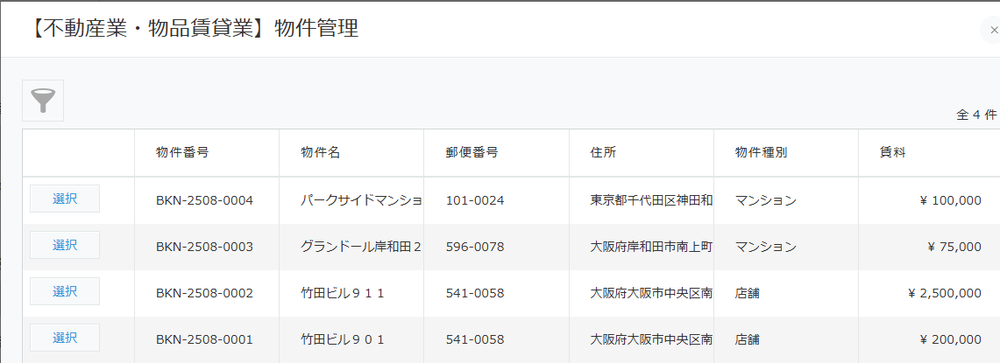 【不動産業・物品賃貸業】物件管理
×
全 4 件
物件番号 物件名 郵便番号 住所 物件種別 賃料
選択 BKN-2508-0004 パークサイドマンショ 101-0024 東京都千代田区神田和 マンション ¥ 100,000
選択 BKN-2508-0003 グランドール岸和田２ 596-0078 大阪府岸和田市南上町 マンション ¥ 75,000
選択 BKN-2508-0002 竹田ビル９１１ 541-0058 大阪府大阪市中央区南 店舗 ¥ 2,500,000
選択 BKN-2508-0001 竹田ビル９０１ 541-0058 大阪府大阪市中央区南 店舗 ¥ 200,000